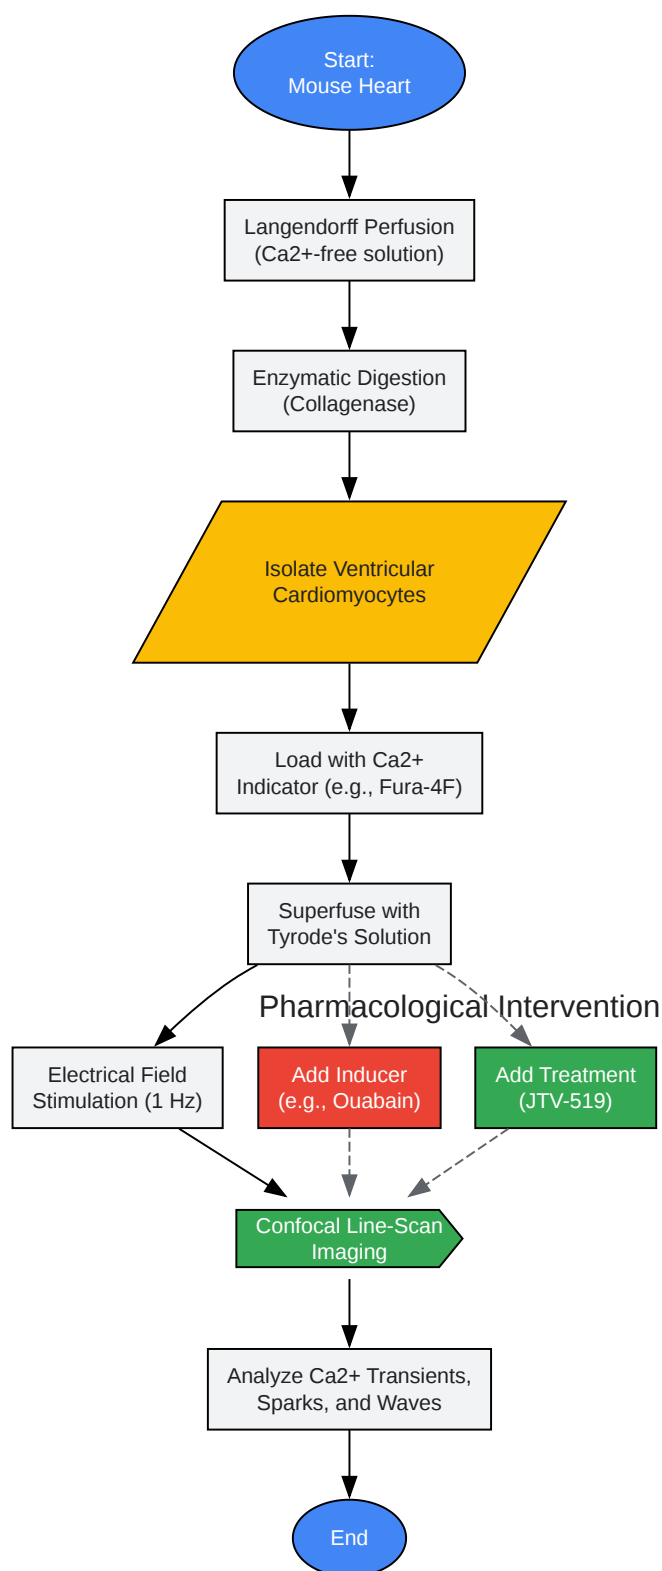 Start:
Mouse Heart
Langendorff Perfusion
(Ca2+-free solution)
Enzymatic Digestion
(Collagenase)
Isolate Ventricular
Cardiomyocytes
Load with Ca2+
Indicator (e.g., Fura-4F)
Superfuse with
Tyrode's Solution
Pharmacological Intervention
Electrical Field
Stimulation (1 Hz)
Add Inducer
(e.g., Ouabain)
Add Treatment
(JTV-519)
Confocal Line-Scan
Imaging
Analyze Ca2+ Transients,
Sparks, and Waves
End